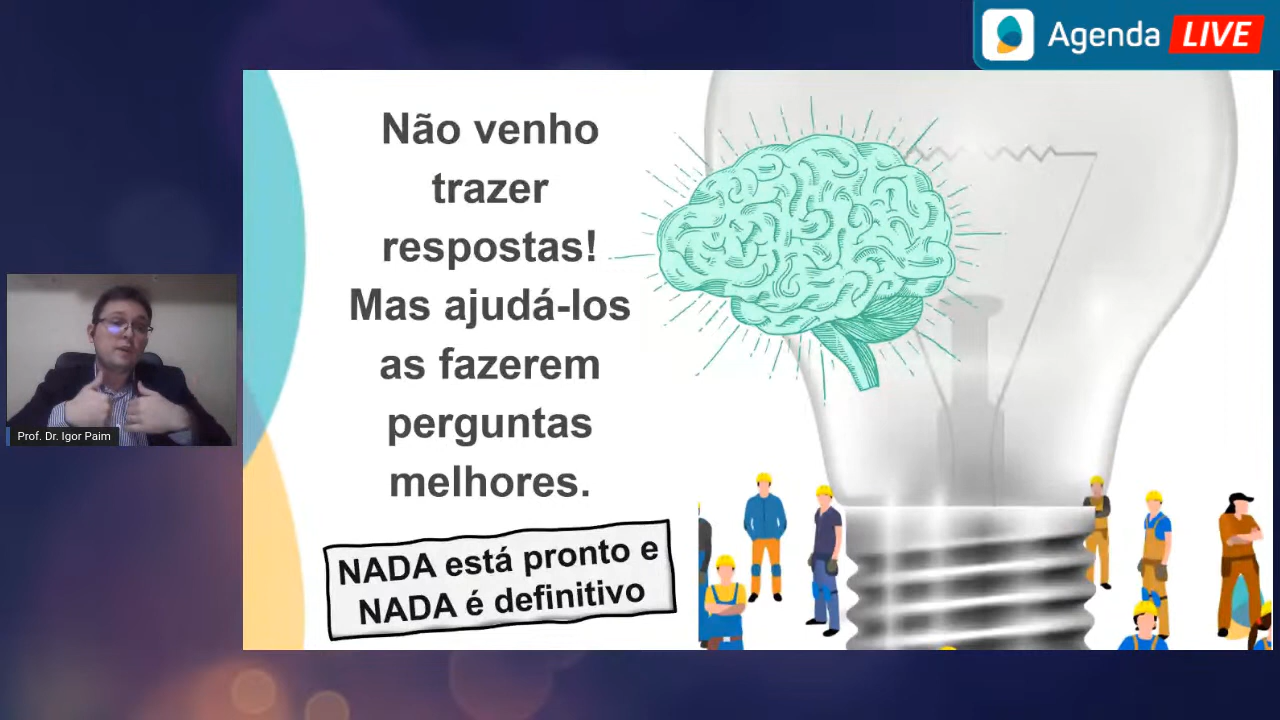 Agenda LIVE
Não venho
trazer
respostas!
Mas ajudá-los
as fazerem
perguntas
melhores.
Prof. Dr. Igor Paim
NADA está pronto e
NADA é definitivo